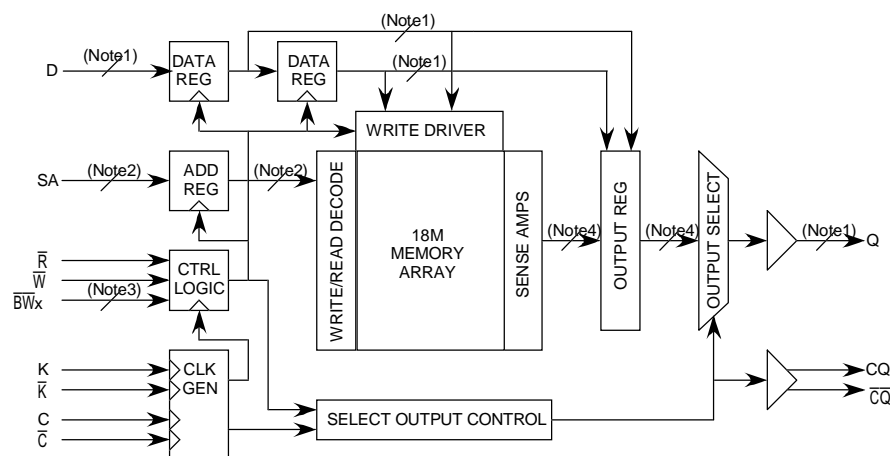 (Note1)
D
(Note1)
DATA
REG
DATA
REG
(Note1)
WRITE DRIVER
SA
(Note2)
ADD
REG
(Note2)
WRITE/READ DECODE
18M
MEMORY
ARRAY
SENSE AMPS
(Note4)
OUTPUT REG
(Note4)
OUTPUT SELECT
(Note1)
Q
R̅
W̅
B̅W̅x
(Note3)
CTRL
LOGIC
K
K̅
C
C̅
CLK
GEN
SELECT OUTPUT CONTROL
CQ
C̅Q̅